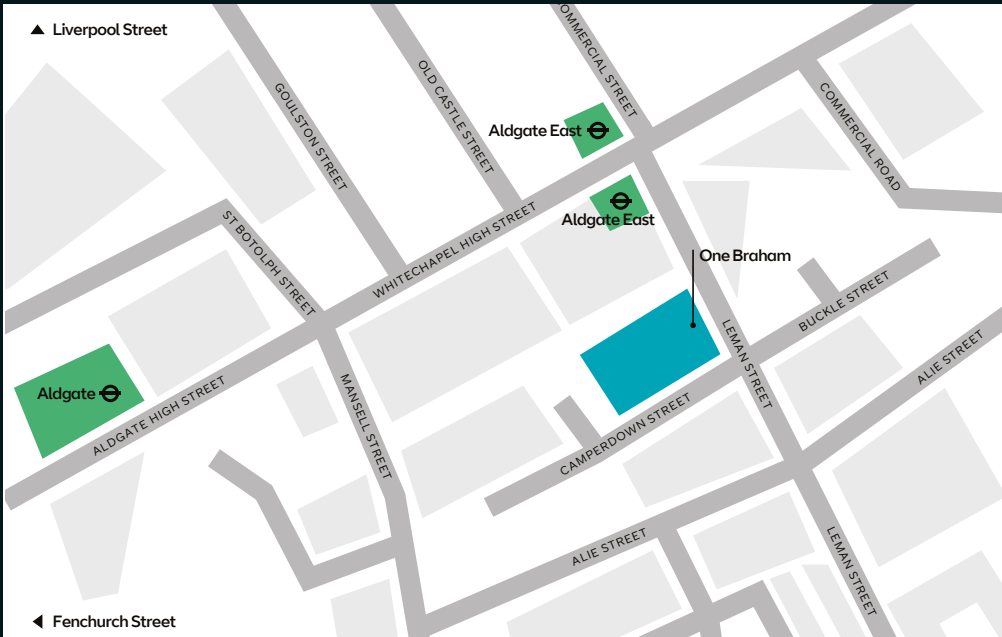 Liverpool Street
OMMERCIAL STREET
OLD CASTLE STREET
GOULSTON STREET
COMMERCIAL ROAD
Aldgate East
Aldgate East
ST BOTOLPH STREET
WHITECHAPEL HIGH STREET
One Braham
BUCKLE STREET
LEMAN STREET
ALIE STREET
Aldgate
ALDGATE HIGH STREET
MANSELL STREET
CAMPERDOWN STREET
ALIE STREET
LEMAN STREET
Fenchurch Street